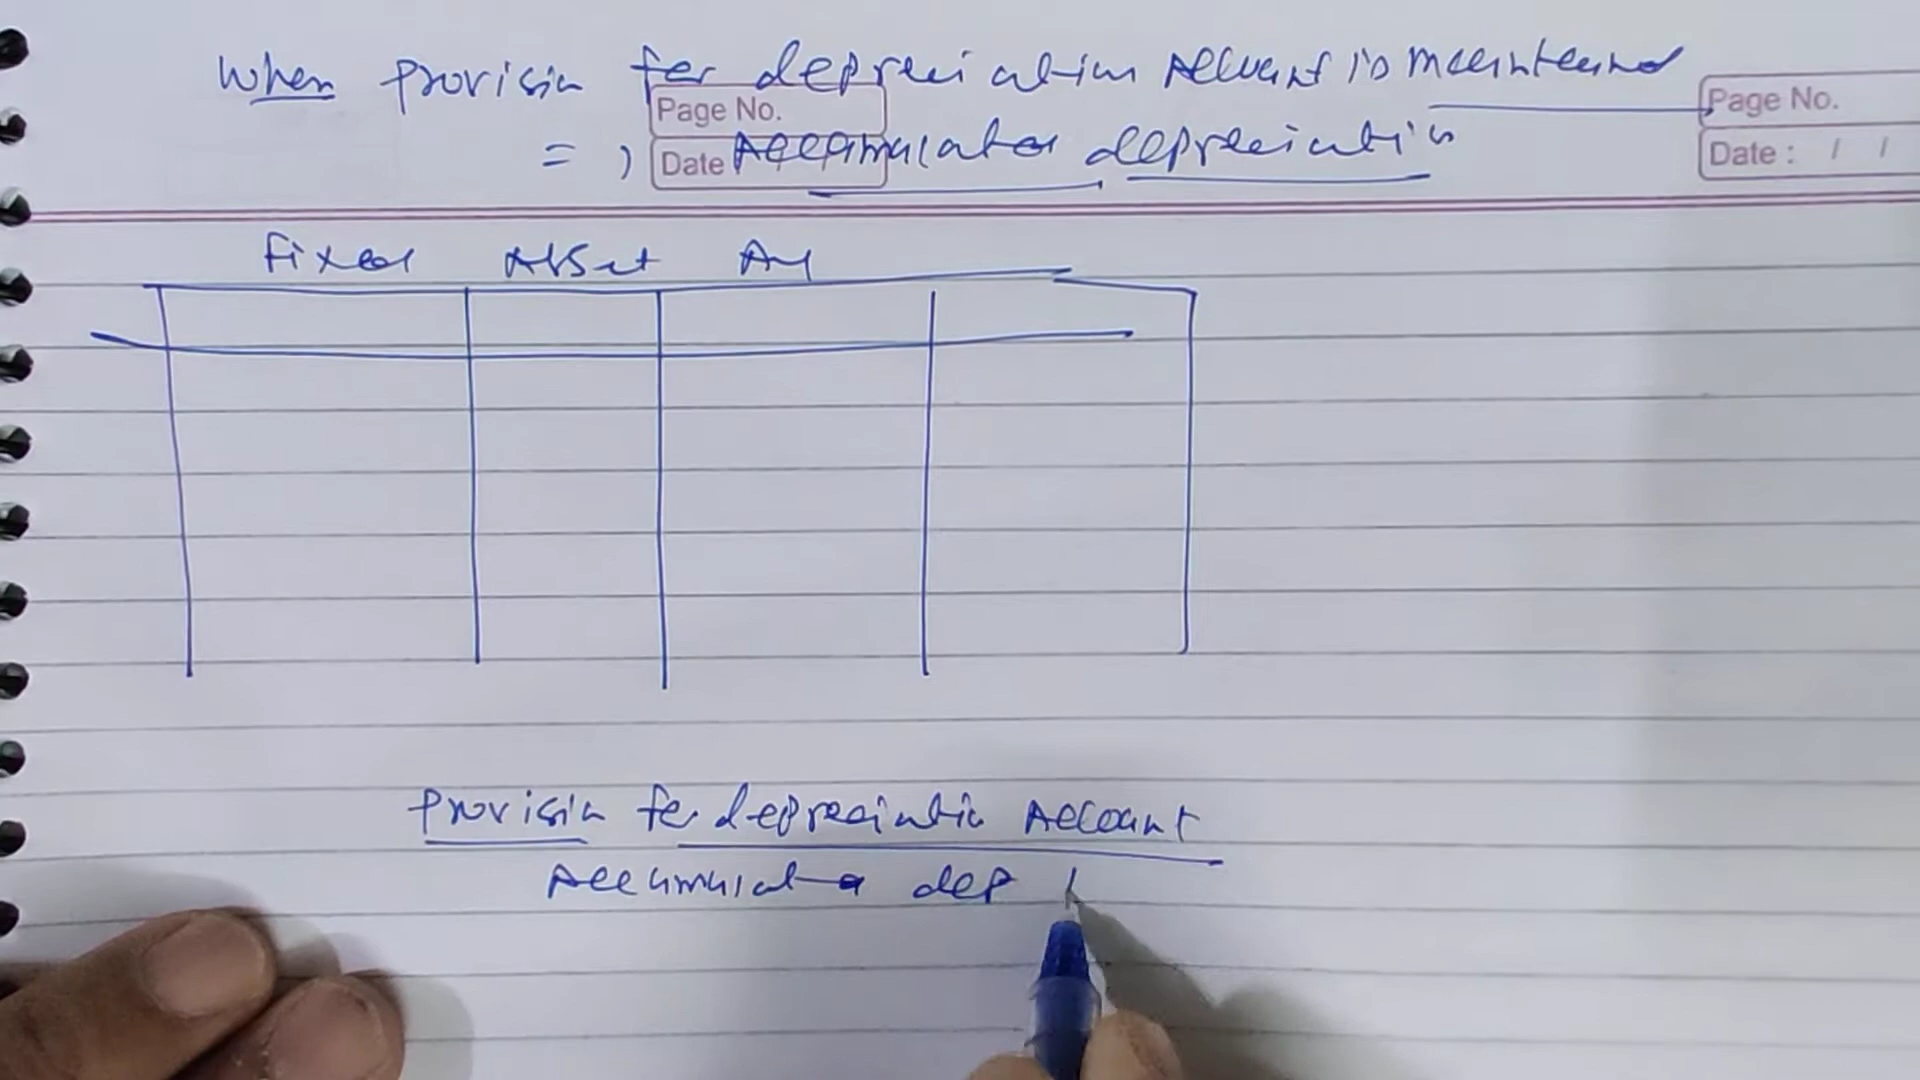 When provision for depreciation Account is maintained
Page No.
Page No.
=) Accumulated depreciation
Date
Date : / /
Fixed Asset A/c
Provision for depreciation Account
Accumulated dep